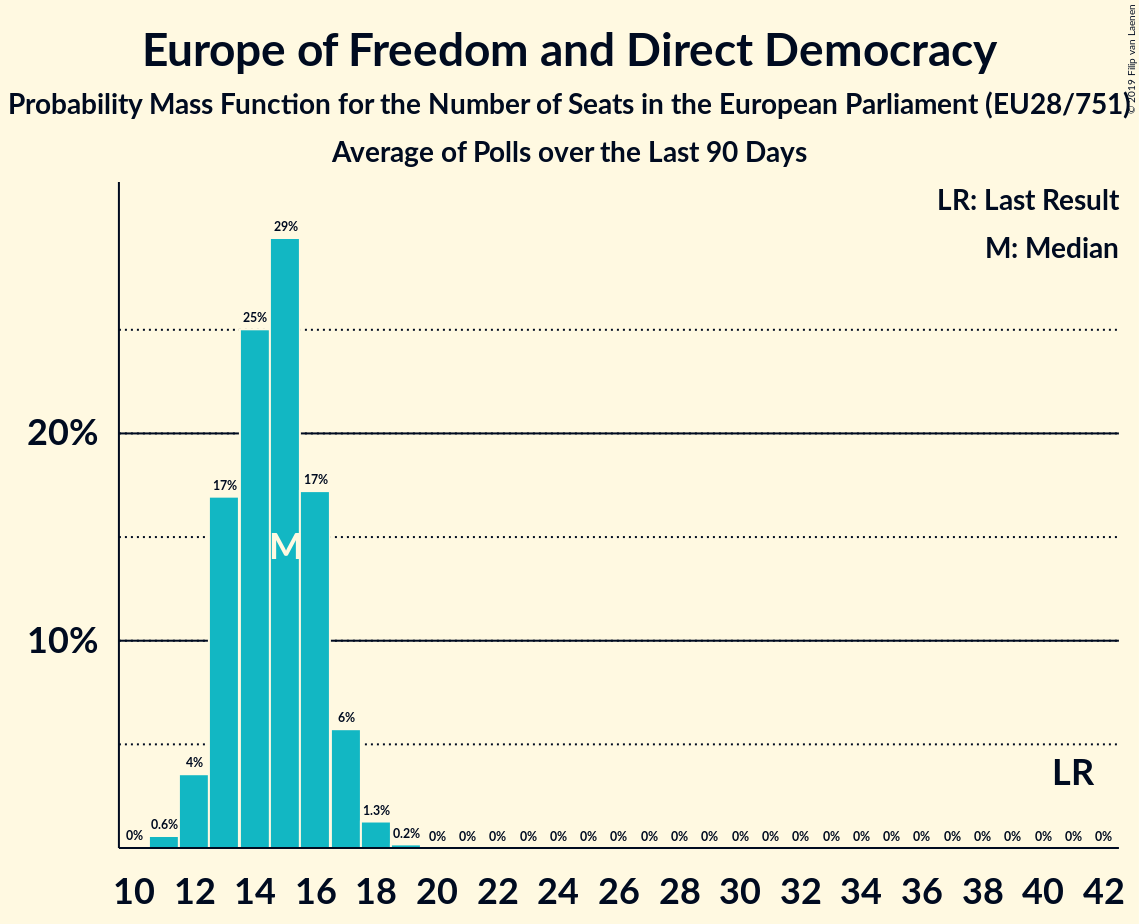 Europe of Freedom and Direct Democracy
Probability Mass Function for the Number of Seats in the European Parliament (EU28/751)
Average of Polls over the Last 90 Days
© 2019 Filip van Laenen
LR: Last Result
M: Median
20%
10%
0% 0.6% 4% 17% 25% 29% 17% 6% 1.3% 0.2% 0% 0% 0% 0% 0% 0% 0% 0% 0% 0% 0% 0% 0% 0% 0% 0% 0% 0% 0% 0% 0% 0% 0%
M
LR
10 12 14 16 18 20 22 24 26 28 30 32 34 36 38 40 42